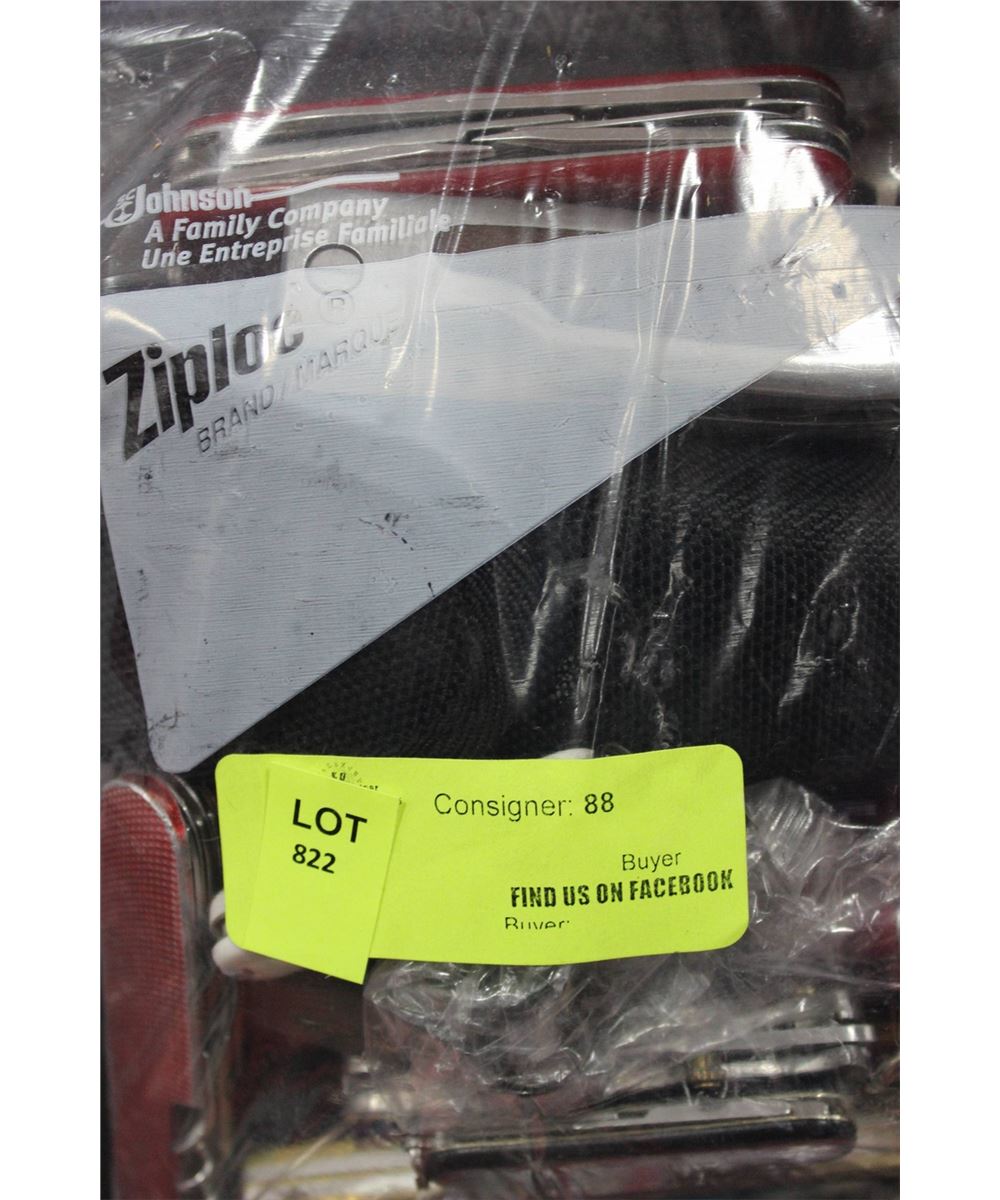 Johnson
A Family Company
Une Entreprise Familiale
Ziploc ®
BRAND / MARQUE
LOT
822
Consigner: 88
Buyer
FIND US ON FACEBOOK
Buyer: